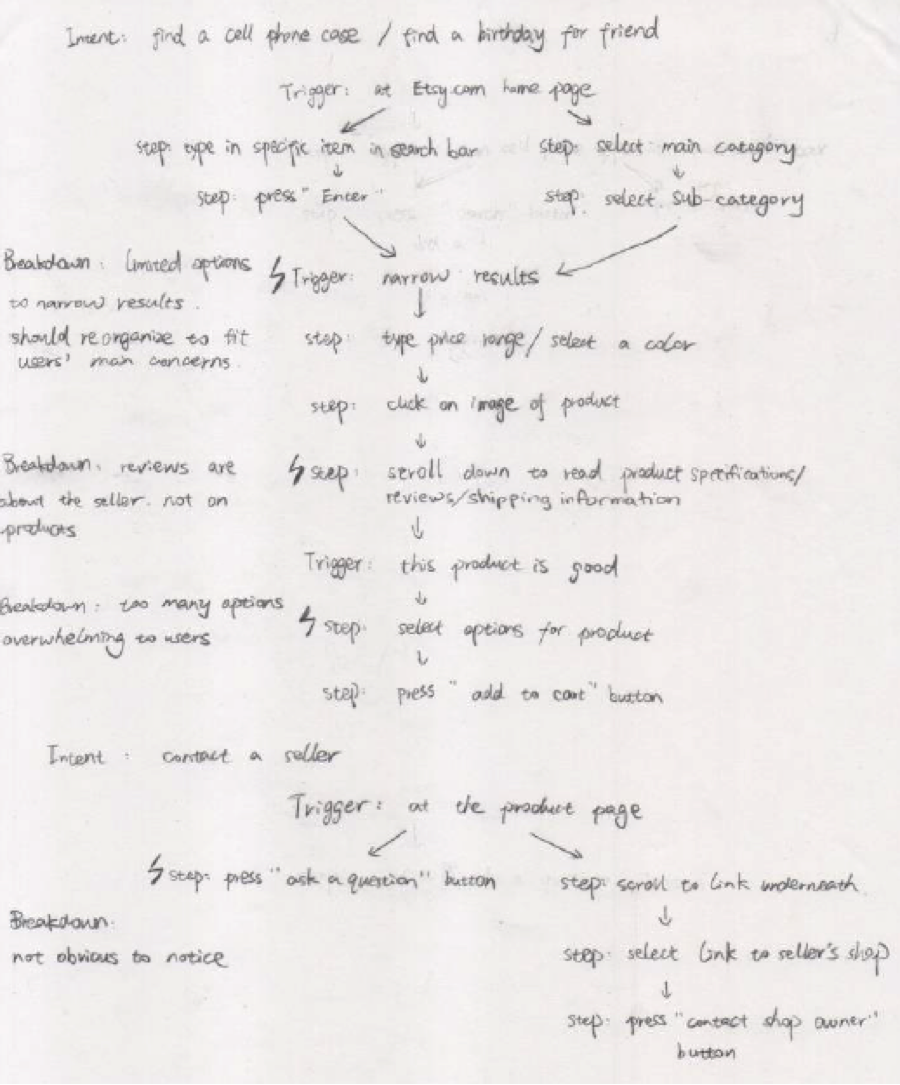 Intent: find a cell phone case / find a birthday for friend
Trigger: at Etsy.com home page
step: type in specific item in search bar
step: select main category
step: press "Enter"
step: select sub-category
Breakdown: limited options
to narrow results.
should reorganize to fit
users' main concerns.
Trigger: narrow results
step: type price range/select a color
step: click on image of product
Breakdown: reviews are
about the seller. not on
products
step: scroll down to read product specifications/
reviews/shipping information
Trigger: this product is good
Breakdown: too many options
overwhelming to users
step: select options for product
step: press "add to cart" button
Intent: contact a seller
Trigger: at the product page
step: press "ask a question" button
step: scroll to link underneath
Breakdown:
not obvious to notice
step: select link to seller's shop
step: press "contact shop owner"
button